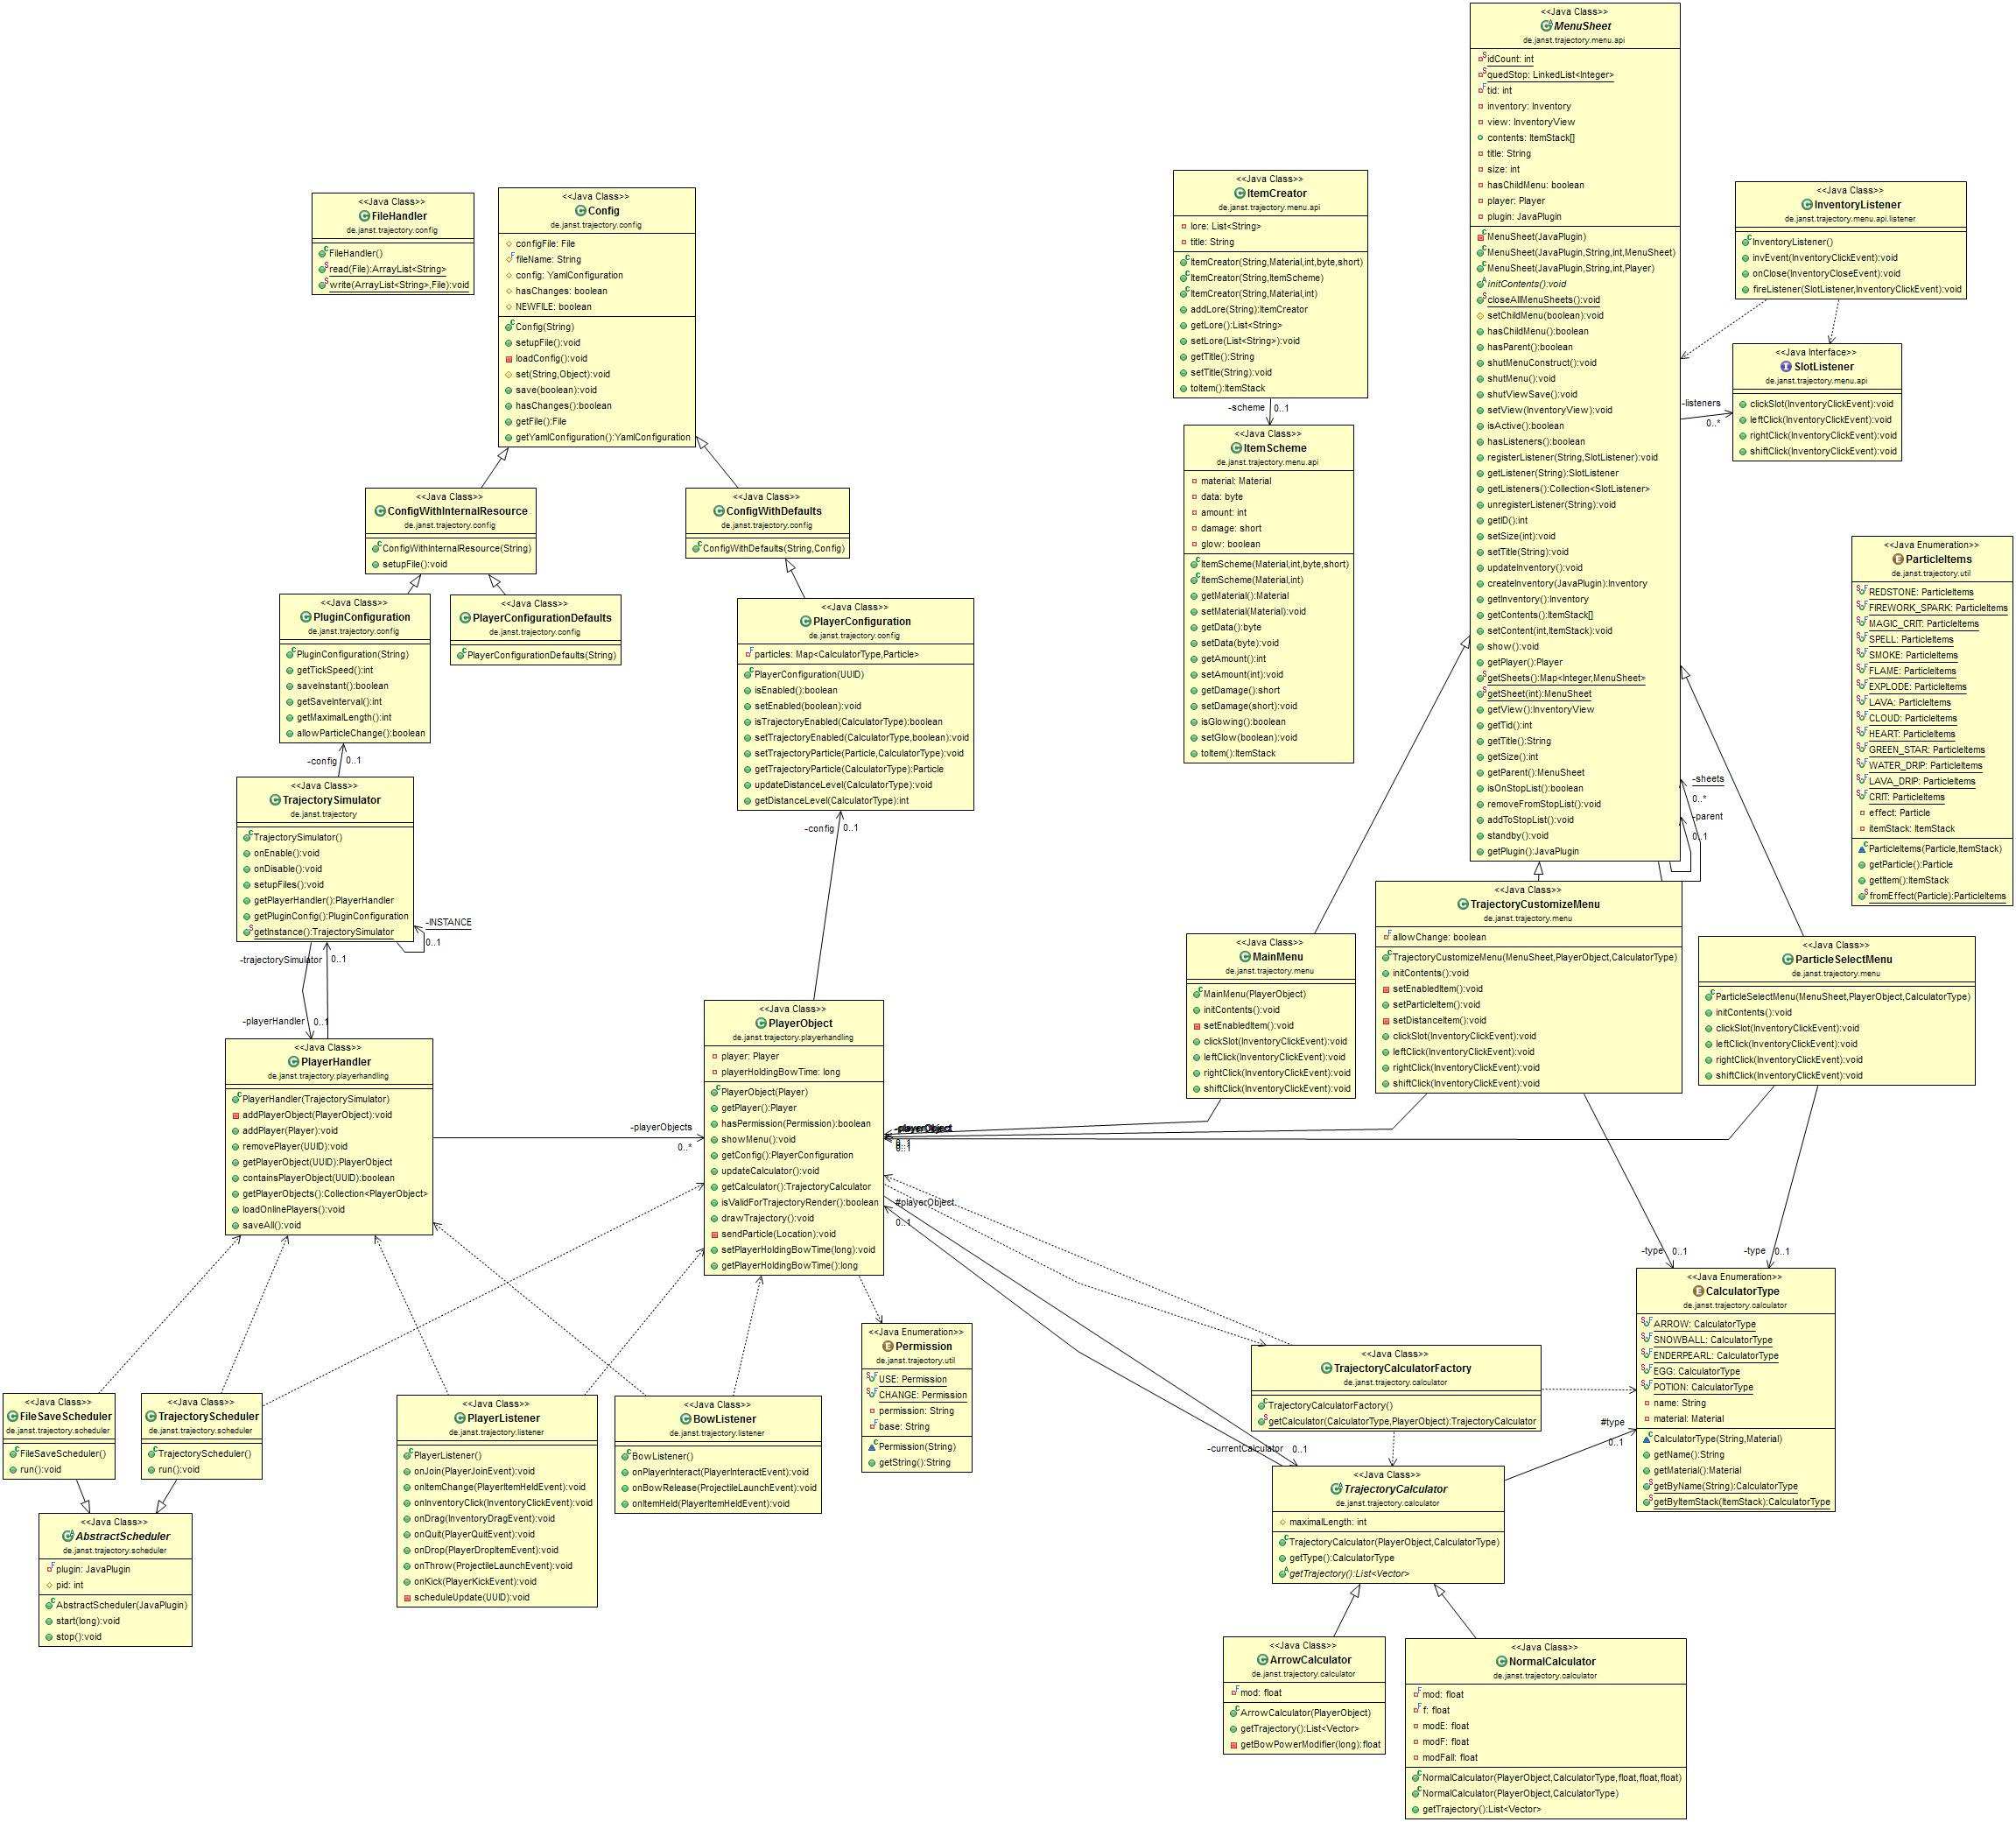 <<Java Class>>
MenuSheet
de.janst.trajectory.menu.api
idCount: int
quedStop: LinkedList<Integer>
tid: int
inventory: Inventory
view: InventoryView
contents: ItemStack[]
title: String
size: int
hasChildMenu: boolean
player: Player
plugin: JavaPlugin
MenuSheet(JavaPlugin)
MenuSheet(JavaPlugin,String,int,MenuSheet)
MenuSheet(JavaPlugin,String,int,Player)
initContents():void
closeAllMenuSheets():void
setChildMenu(boolean):void
hasChildMenu():boolean
hasParent():boolean
shutMenuConstruct():void
shutMenu():void
shutViewSave():void
setView(InventoryView):void
isActive():boolean
hasListeners():boolean
registerListener(String,SlotListener):void
getListener(String):SlotListener
getListeners():Collection<SlotListener>
unregisterListener(String):void
getID():int
setSize(int):void
setTitle(String):void
updateInventory():void
createInventory(JavaPlugin):Inventory
getInventory():Inventory
getContents():ItemStack[]
setContent(int,ItemStack):void
show():void
getPlayer():Player
getSheets():Map<Integer,MenuSheet>
getSheet(int):MenuSheet
getView():InventoryView
getTid():int
getTitle():String
getSize():int
getParent():MenuSheet
isOnStopList():boolean
removeFromStopList():void
addToStopList():void
standby():void
getPlugin():JavaPlugin
<<Java Class>>
ItemCreator
de.janst.trajectory.menu.api
lore: List<String>
title: String
ItemCreator(String,Material,int,byte,short)
ItemCreator(String,ItemScheme)
ItemCreator(String,Material,int)
addLore(String):ItemCreator
getLore():List<String>
setLore(List<String>):void
getTitle():String
setTitle(String):void
toItem():ItemStack
-scheme
0..1
<<Java Class>>
ItemScheme
de.janst.trajectory.menu.api
material: Material
data: byte
amount: int
damage: short
glow: boolean
ItemScheme(Material,int,byte,short)
ItemScheme(Material,int)
getMaterial():Material
setMaterial(Material):void
getData():byte
setData(byte):void
getAmount():int
setAmount(int):void
getDamage():short
setDamage(short):void
isGlowing():boolean
setGlow(boolean):void
toItem():ItemStack
<<Java Class>>
InventoryListener
de.janst.trajectory.menu.api.listener
InventoryListener()
invEvent(InventoryClickEvent):void
onClose(InventoryCloseEvent):void
fireListener(SlotListener,InventoryClickEvent):void
<<Java Interface>>
SlotListener
de.janst.trajectory.menu.api
clickSlot(InventoryClickEvent):void
leftClick(InventoryClickEvent):void
rightClick(InventoryClickEvent):void
shiftClick(InventoryClickEvent):void
-listeners
0..*
<<Java Class>>
FileHandler
de.janst.trajectory.config
FileHandler()
read(File):ArrayList<String>
write(ArrayList<String>,File):void
<<Java Class>>
Config
de.janst.trajectory.config
configFile: File
fileName: String
config: YamlConfiguration
hasChanges: boolean
NEWFILE: boolean
Config(String)
setupFile():void
loadConfig():void
set(String,Object):void
save(boolean):void
hasChanges():boolean
getFile():File
getYamlConfiguration():YamlConfiguration
<<Java Class>>
ConfigWithInternalResource
de.janst.trajectory.config
ConfigWithInternalResource(String)
setupFile():void
<<Java Class>>
ConfigWithDefaults
de.janst.trajectory.config
ConfigWithDefaults(String,Config)
<<Java Class>>
PluginConfiguration
de.janst.trajectory.config
PluginConfiguration(String)
getTickSpeed():int
saveInstant():boolean
getSaveInterval():int
getMaximalLength():int
allowParticleChange():boolean
<<Java Class>>
PlayerConfigurationDefaults
de.janst.trajectory.config
PlayerConfigurationDefaults(String)
<<Java Class>>
PlayerConfiguration
de.janst.trajectory.config
particles: Map<CalculatorType,Particle>
PlayerConfiguration(UUID)
isEnabled():boolean
setEnabled(boolean):void
isTrajectoryEnabled(CalculatorType):boolean
setTrajectoryEnabled(CalculatorType,boolean):void
setTrajectoryParticle(Particle,CalculatorType):void
getTrajectoryParticle(CalculatorType):Particle
updateDistanceLevel(CalculatorType):void
getDistanceLevel(CalculatorType):int
<<Java Enumeration>>
ParticleItems
de.janst.trajectory.util
REDSTONE: ParticleItems
FIREWORK_SPARK: ParticleItems
MAGIC_CRIT: ParticleItems
SPELL: ParticleItems
SMOKE: ParticleItems
FLAME: ParticleItems
EXPLODE: ParticleItems
LAVA: ParticleItems
CLOUD: ParticleItems
HEART: ParticleItems
GREEN_STAR: ParticleItems
WATER_DRIP: ParticleItems
LAVA_DRIP: ParticleItems
CRIT: ParticleItems
effect: Particle
itemStack: ItemStack
ParticleItems(Particle,ItemStack)
getParticle():Particle
getItem():ItemStack
fromEffect(Particle):ParticleItems
-config
0..1
<<Java Class>>
TrajectorySimulator
de.janst.trajectory
TrajectorySimulator()
onEnable():void
onDisable():void
setupFiles():void
getPlayerHandler():PlayerHandler
getPluginConfig():PluginConfiguration
getInstance():TrajectorySimulator
-INSTANCE
0..1
-trajectorySimulator
0..1
-playerHandler
0..1
-config
0..1
-sheets
0..*
-parent
0..1
<<Java Class>>
MainMenu
de.janst.trajectory.menu
MainMenu(PlayerObject)
initContents():void
setEnabledItem():void
clickSlot(InventoryClickEvent):void
leftClick(InventoryClickEvent):void
rightClick(InventoryClickEvent):void
shiftClick(InventoryClickEvent):void
<<Java Class>>
TrajectoryCustomizeMenu
de.janst.trajectory.menu
allowChange: boolean
TrajectoryCustomizeMenu(MenuSheet,PlayerObject,CalculatorType)
initContents():void
setEnabledItem():void
setParticleItem():void
setDistanceItem():void
clickSlot(InventoryClickEvent):void
leftClick(InventoryClickEvent):void
rightClick(InventoryClickEvent):void
shiftClick(InventoryClickEvent):void
<<Java Class>>
ParticleSelectMenu
de.janst.trajectory.menu
ParticleSelectMenu(MenuSheet,PlayerObject,CalculatorType)
initContents():void
clickSlot(InventoryClickEvent):void
leftClick(InventoryClickEvent):void
rightClick(InventoryClickEvent):void
shiftClick(InventoryClickEvent):void
<<Java Class>>
PlayerHandler
de.janst.trajectory.playerhandling
PlayerHandler(TrajectorySimulator)
addPlayerObject(PlayerObject):void
addPlayer(Player):void
removePlayer(UUID):void
getPlayerObject(UUID):PlayerObject
containsPlayerObject(UUID):boolean
getPlayerObjects():Collection<PlayerObject>
loadOnlinePlayers():void
saveAll():void
-playerObjects
0..*
<<Java Class>>
PlayerObject
de.janst.trajectory.playerhandling
player: Player
playerHoldingBowTime: long
PlayerObject(Player)
getPlayer():Player
hasPermission(Permission):boolean
showMenu():void
getConfig():PlayerConfiguration
updateCalculator():void
getCalculator():TrajectoryCalculator
isValidForTrajectoryRender():boolean
drawTrajectory():void
sendParticle(Location):void
setPlayerHoldingBowTime(long):void
getPlayerHoldingBowTime():long
-playerObject
0..1
#playerObject
0..1
-type
0..1
-type
0..1
<<Java Enumeration>>
CalculatorType
de.janst.trajectory.calculator
ARROW: CalculatorType
SNOWBALL: CalculatorType
ENDERPEARL: CalculatorType
EGG: CalculatorType
POTION: CalculatorType
name: String
material: Material
CalculatorType(String,Material)
getName():String
getMaterial():Material
getByName(String):CalculatorType
getByItemStack(ItemStack):CalculatorType
<<Java Enumeration>>
Permission
de.janst.trajectory.util
USE: Permission
CHANGE: Permission
permission: String
base: String
Permission(String)
getString():String
<<Java Class>>
TrajectoryCalculatorFactory
de.janst.trajectory.calculator
TrajectoryCalculatorFactory()
getCalculator(CalculatorType,PlayerObject):TrajectoryCalculator
-currentCalculator
0..1
#type
0..1
<<Java Class>>
TrajectoryCalculator
de.janst.trajectory.calculator
maximalLength: int
TrajectoryCalculator(PlayerObject,CalculatorType)
getType():CalculatorType
getTrajectory():List<Vector>
<<Java Class>>
FileSaveScheduler
de.janst.trajectory.scheduler
FileSaveScheduler()
run():void
<<Java Class>>
TrajectoryScheduler
de.janst.trajectory.scheduler
TrajectoryScheduler()
run():void
<<Java Class>>
AbstractScheduler
de.janst.trajectory.scheduler
plugin: JavaPlugin
pid: int
AbstractScheduler(JavaPlugin)
start(long):void
stop():void
<<Java Class>>
PlayerListener
de.janst.trajectory.listener
PlayerListener()
onJoin(PlayerJoinEvent):void
onItemChange(PlayerItemHeldEvent):void
onInventoryClick(InventoryClickEvent):void
onDrag(InventoryDragEvent):void
onQuit(PlayerQuitEvent):void
onDrop(PlayerDropItemEvent):void
onThrow(ProjectileLaunchEvent):void
onKick(PlayerKickEvent):void
scheduleUpdate(UUID):void
<<Java Class>>
BowListener
de.janst.trajectory.listener
BowListener()
onPlayerInteract(PlayerInteractEvent):void
onBowRelease(ProjectileLaunchEvent):void
onItemHeld(PlayerItemHeldEvent):void
<<Java Class>>
ArrowCalculator
de.janst.trajectory.calculator
mod: float
ArrowCalculator(PlayerObject)
getTrajectory():List<Vector>
getBowPowerModifier(long):float
<<Java Class>>
NormalCalculator
de.janst.trajectory.calculator
mod: float
f: float
modE: float
modF: float
modFall: float
NormalCalculator(PlayerObject,CalculatorType,float,float,float)
NormalCalculator(PlayerObject,CalculatorType)
getTrajectory():List<Vector>